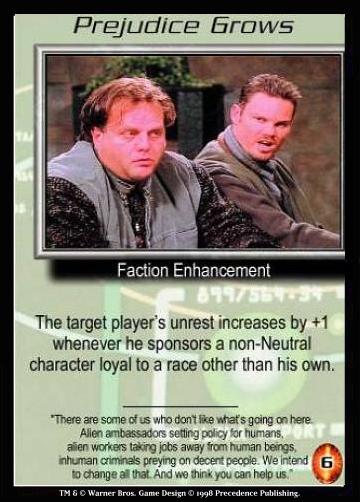 Prejudice Grows
Faction Enhancement
The target player's unrest increases by +1
whenever he sponsors a non-Neutral
character loyal to a race other than his own.
"There are some of us who don't like what's going on here.
Alien ambassadors setting policy for humans,
alien workers taking jobs away from human beings,
inhuman criminals preying on decent people. We intend
to change all that. And we think you can help us."
6
TM & © Warner Bros. Game Design © 1998 Precedence Publishing.